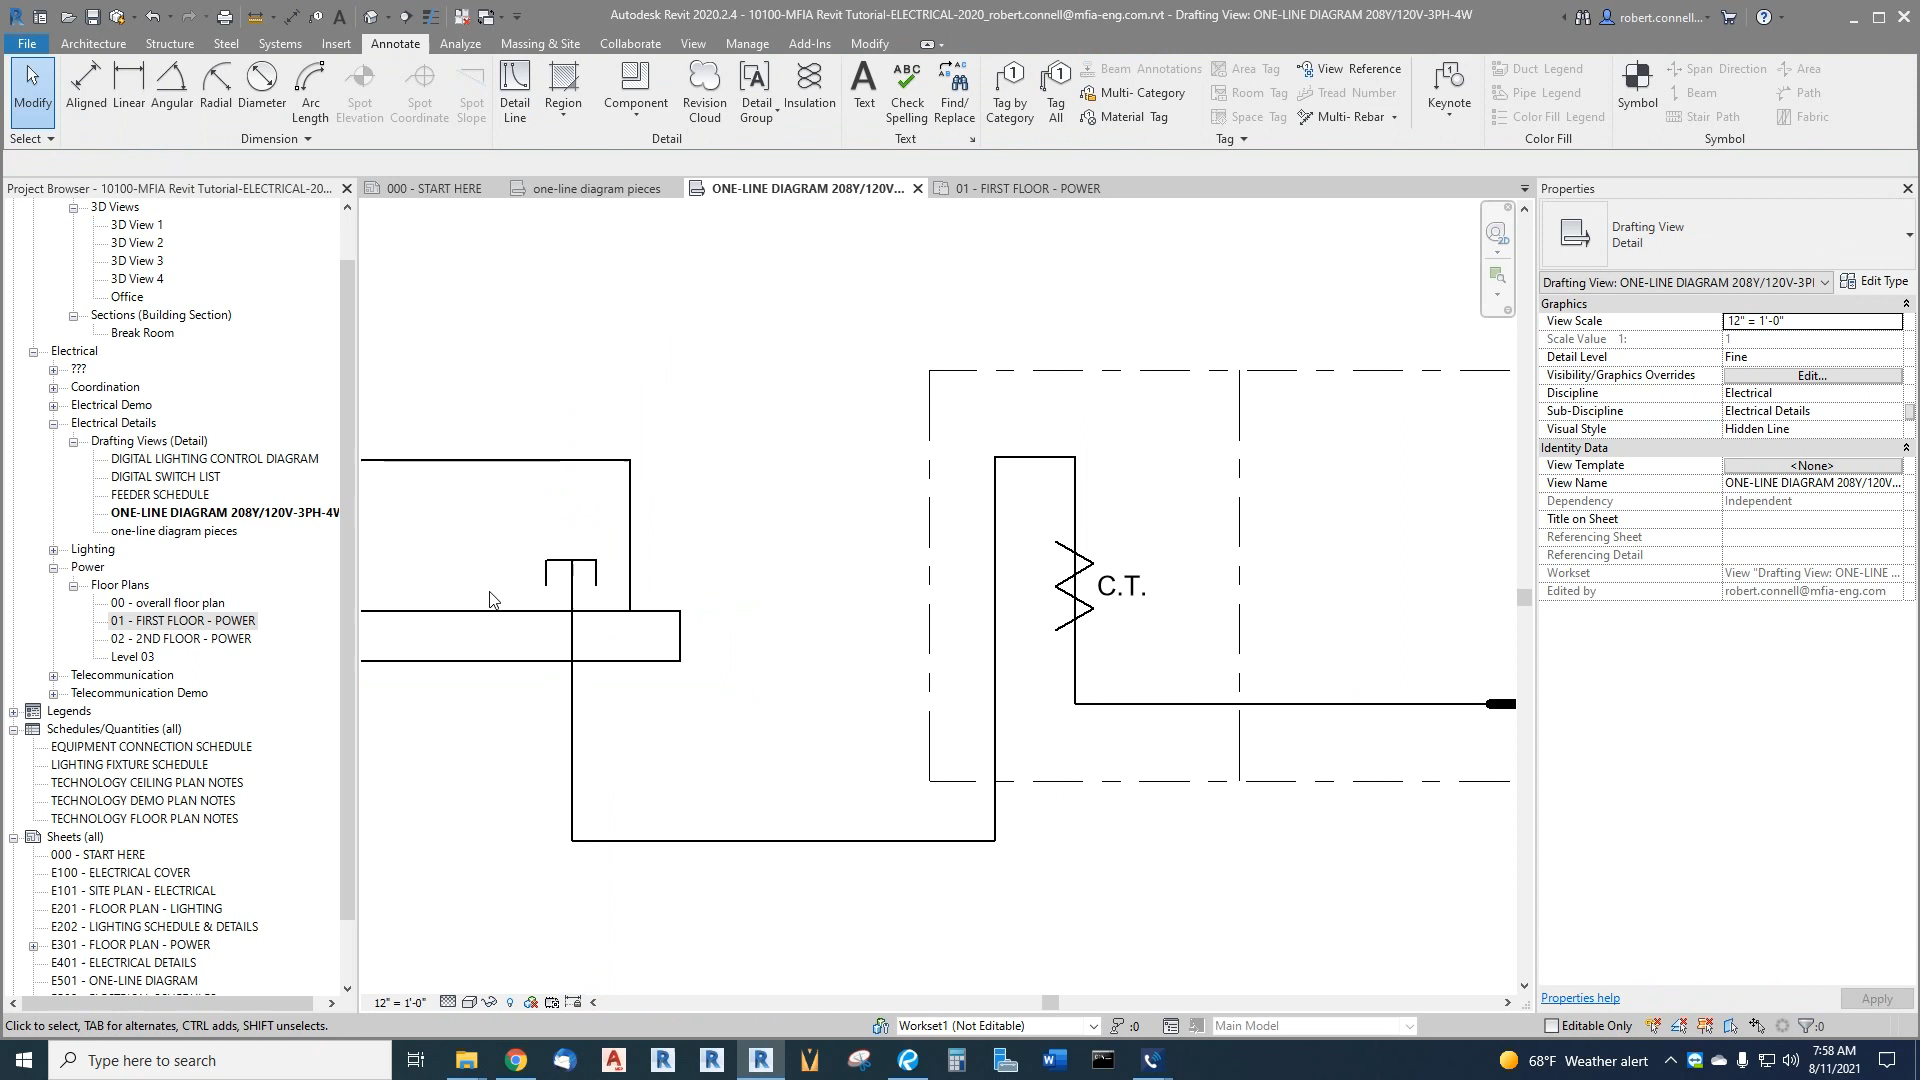 Autodesk Revit 2020.2.4 - 10100-MFIA Revit Tutorial-ELECTRICAL-2020_robert.connell@mfia-eng.com.rvt - Drafting View: ONE-LINE DIAGRAM 208Y/120V-3PH-4W
robert.connell...
File Architecture Structure Steel Systems Insert Annotate Analyze Massing & Site Collaborate View Manage Add-Ins Modify
Modify
Aligned Linear Angular Radial Diameter Arc Length Spot Elevation Spot Coordinate Spot Slope
Detail Line Region Component Revision Cloud Detail Group Insulation
Text Check Spelling Find/ Replace
Tag by Category Tag All
Beam Annotations Area Tag View Reference
Multi- Category Room Tag Tread Number
Material Tag Space Tag Multi- Rebar
Keynote
Duct Legend
Pipe Legend
Color Fill Legend
Symbol
Span Direction Area
Beam Path
Stair Path Fabric
Select Dimension Detail Text Tag Color Fill Symbol
Project Browser - 10100-MFIA Revit Tutorial-ELECTRICAL-20...
3D Views
3D View 1
3D View 2
3D View 3
3D View 4
Office
Sections (Building Section)
Break Room
Electrical
???
Coordination
Electrical Demo
Electrical Details
Drafting Views (Detail)
DIGITAL LIGHTING CONTROL DIAGRAM
DIGITAL SWITCH LIST
FEEDER SCHEDULE
ONE-LINE DIAGRAM 208Y/120V-3PH-4W
one-line diagram pieces
Lighting
Power
Floor Plans
00 - overall floor plan
01 - FIRST FLOOR - POWER
02 - 2ND FLOOR - POWER
Level 03
Telecommunication
Telecommunication Demo
Legends
Schedules/Quantities (all)
EQUIPMENT CONNECTION SCHEDULE
LIGHTING FIXTURE SCHEDULE
TECHNOLOGY CEILING PLAN NOTES
TECHNOLOGY DEMO PLAN NOTES
TECHNOLOGY FLOOR PLAN NOTES
Sheets (all)
000 - START HERE
E100 - ELECTRICAL COVER
E101 - SITE PLAN - ELECTRICAL
E201 - FLOOR PLAN - LIGHTING
E202 - LIGHTING SCHEDULE & DETAILS
E301 - FLOOR PLAN - POWER
E401 - ELECTRICAL DETAILS
E501 - ONE-LINE DIAGRAM
000 - START HERE one-line diagram pieces ONE-LINE DIAGRAM 208Y/120V... 01 - FIRST FLOOR - POWER
2D
C.T.
12" = 1'-0"
Properties
Drafting View
Detail
Drafting View: ONE-LINE DIAGRAM 208Y/120V-3PI Edit Type
Graphics
View Scale 12" = 1'-0"
Scale Value 1: 1
Detail Level Fine
Visibility/Graphics Overrides Edit...
Discipline Electrical
Sub-Discipline Electrical Details
Visual Style Hidden Line
Identity Data
View Template <None>
View Name ONE-LINE DIAGRAM 208Y/120V...
Dependency Independent
Title on Sheet
Referencing Sheet
Referencing Detail
Workset View "Drafting View: ONE-LINE ...
Edited by robert.connell@mfia-eng.com
Properties help Apply
Click to select, TAB for alternates, CTRL adds, SHIFT unselects.
Workset1 (Not Editable) :0 Main Model Editable Only :0
Type here to search
68°F Weather alert
7:58 AM
8/11/2021